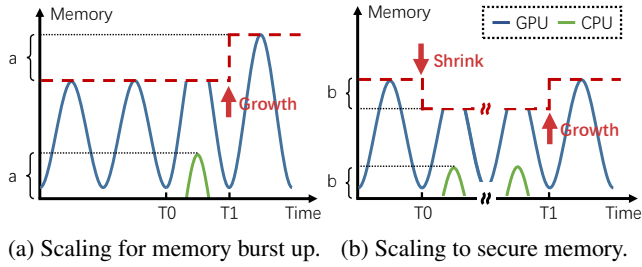 Memory
a
a
Growth
T0
T1
Time
(a) Scaling for memory burst up.
Memory
GPU
CPU
Shrink
b
b
Growth
T0
T1
Time
(b) Scaling to secure memory.